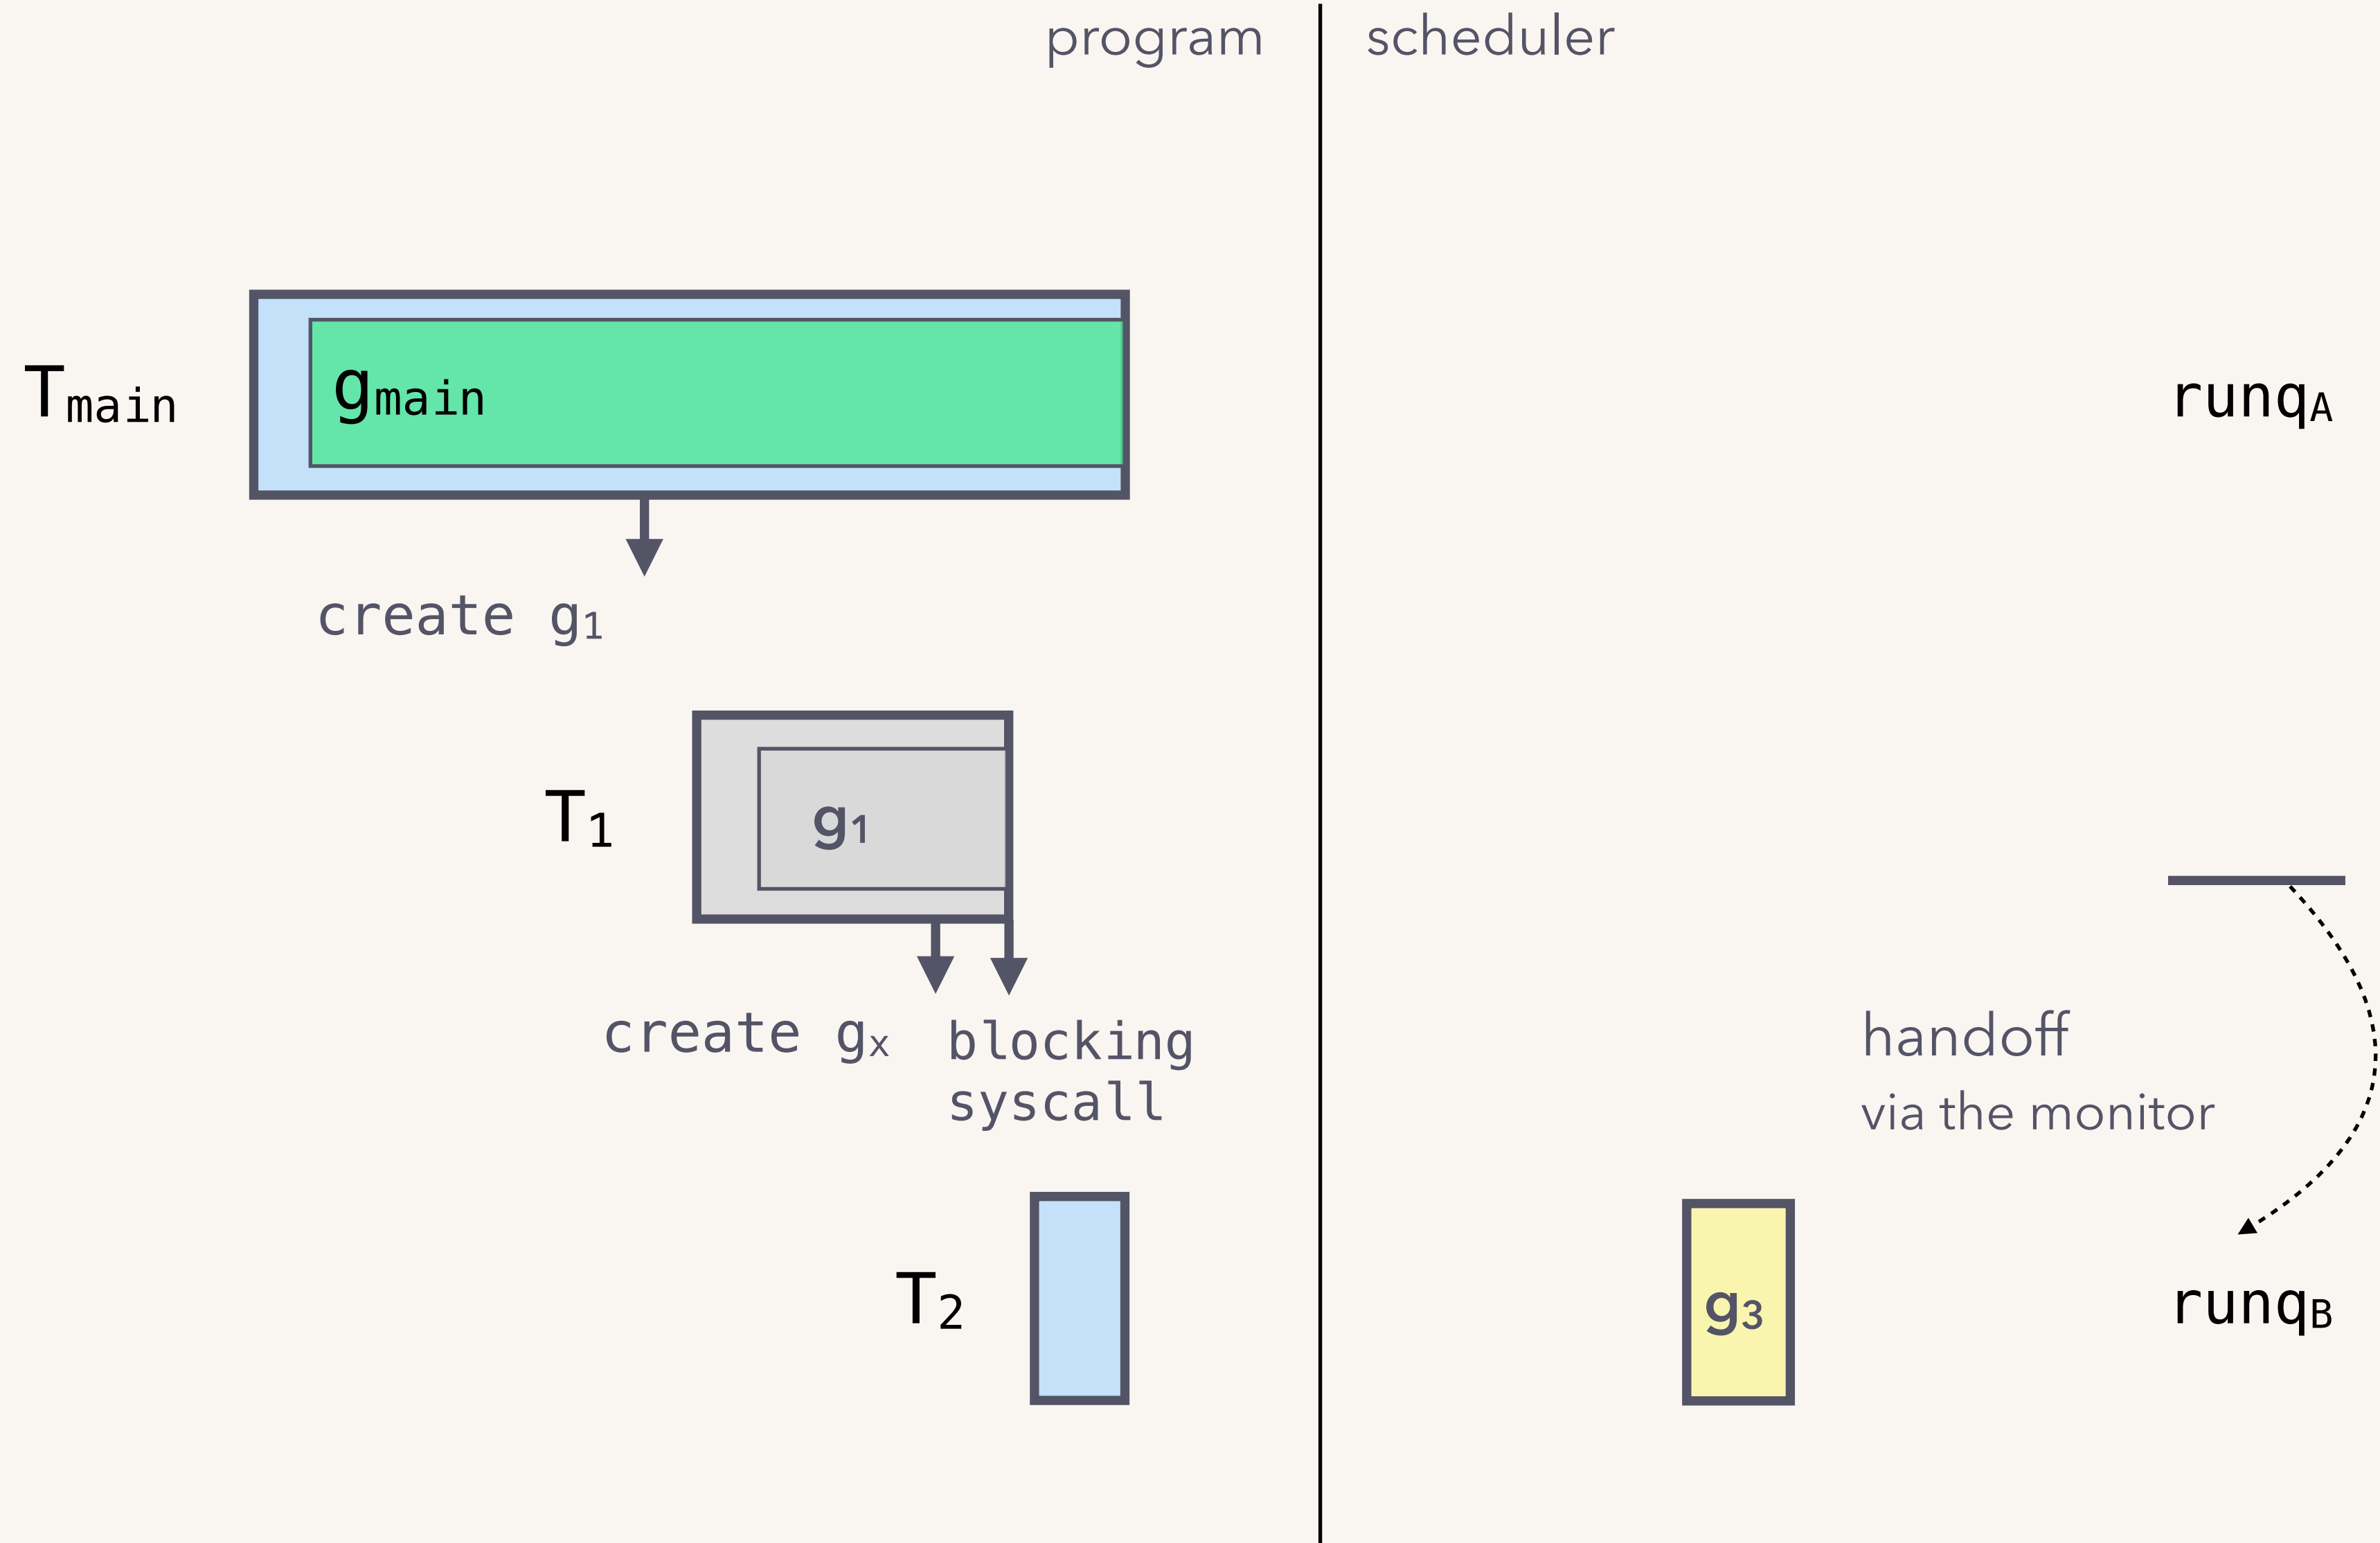 program
scheduler
Tmain
gmain
runqA
create g1
T1
g1
create gx
blocking
syscall
handoff
via the monitor
T2
g3
runqB